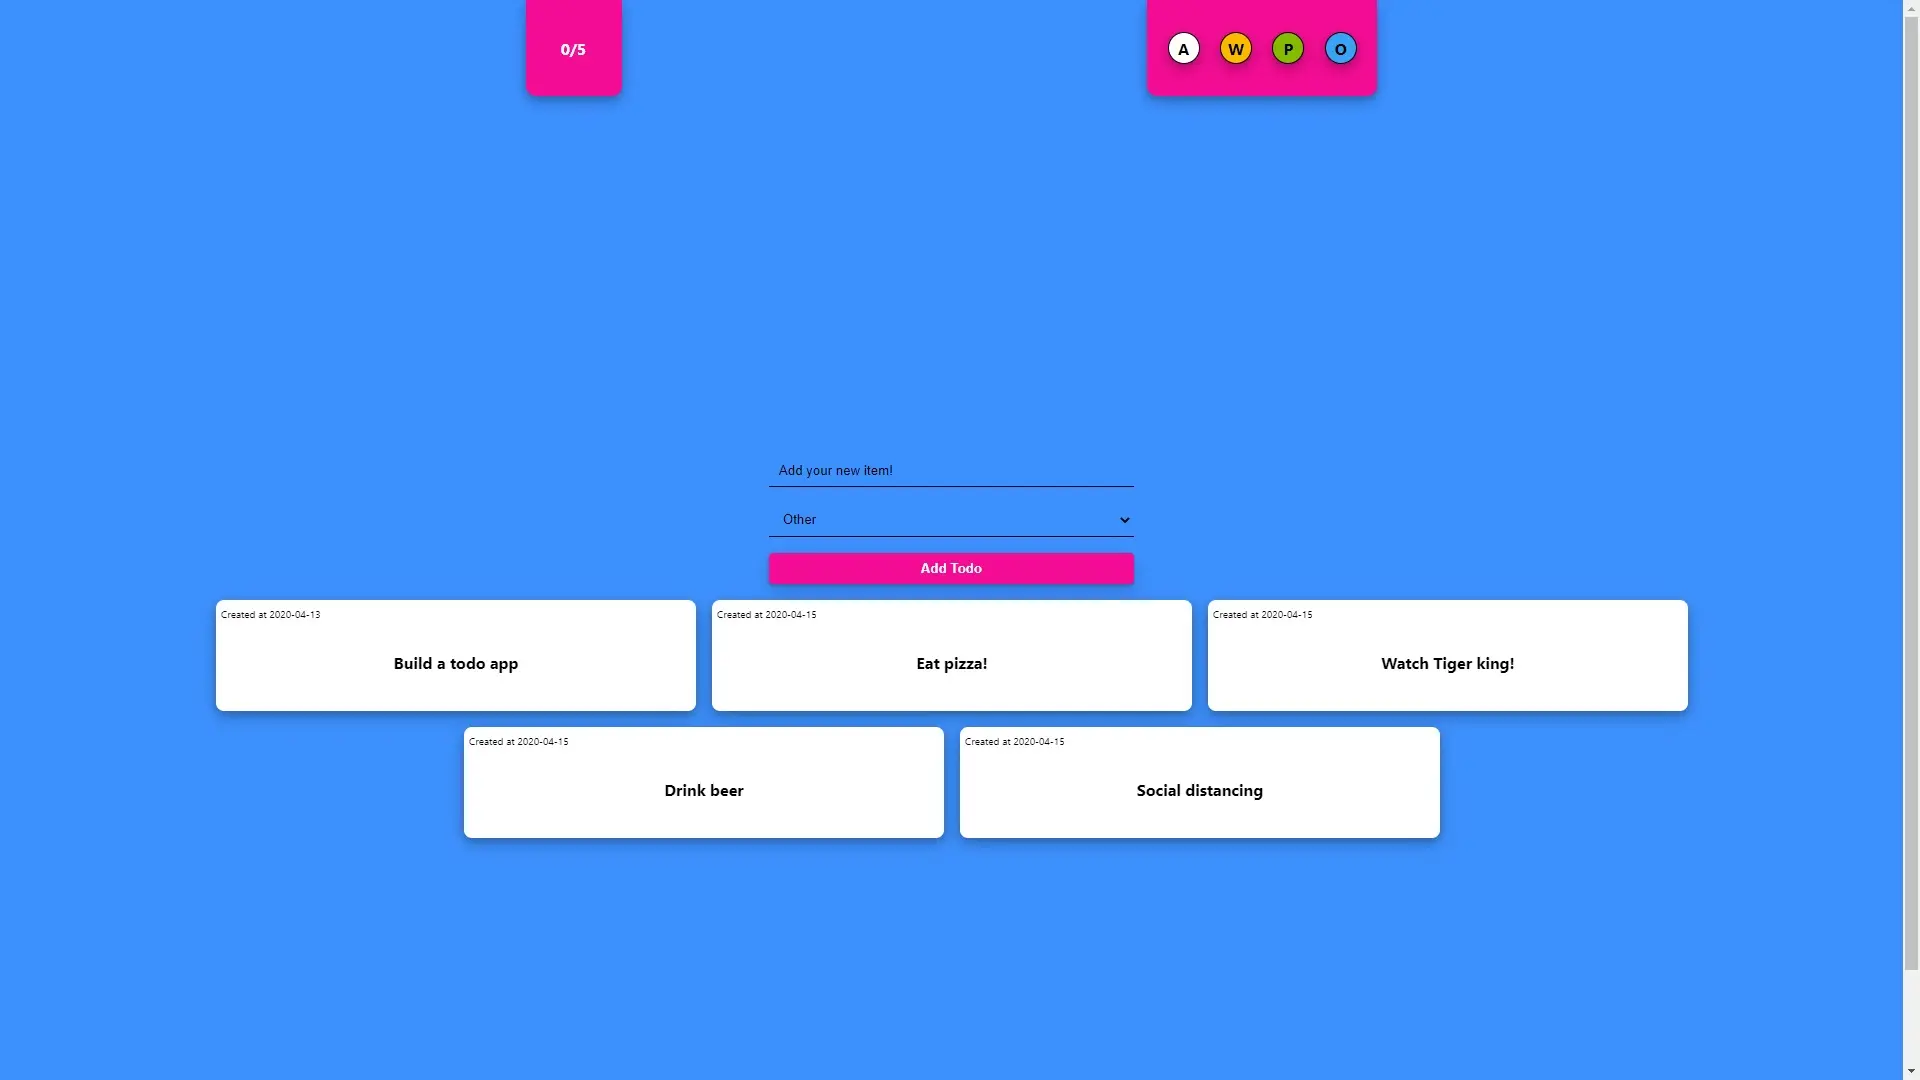 0/5
A W P O
Add your new item!
Other
Add Todo
Created at 2020-04-13
Build a todo app
Created at 2020-04-15
Eat pizza!
Created at 2020-04-15
Watch Tiger king!
Created at 2020-04-15
Drink beer
Created at 2020-04-15
Social distancing